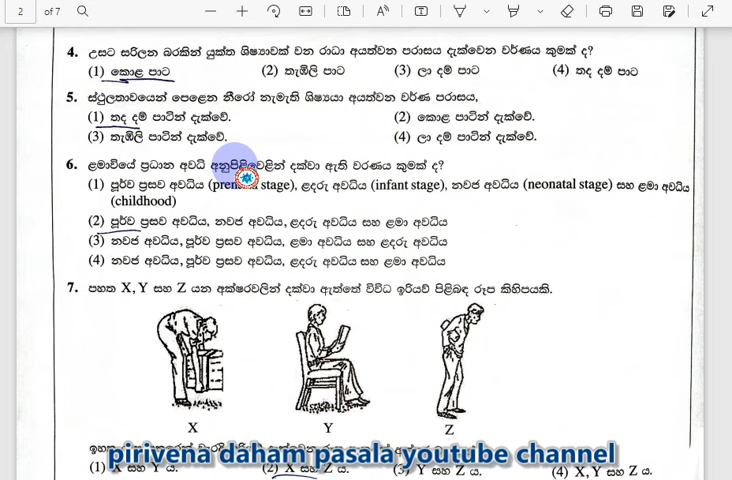 2 of 7
4. උසට සරිලන බරකින් යුක්ත ශිෂ්‍යාවක් වන රාධා අයත්වන පරාසය දැක්වෙන වර්ණය කුමක් ද?
(1) කොළ පාට (2) තැඹිලි පාට (3) ලා දම් පාට (4) තද දම් පාට
5. ස්ථුලතාවයෙන් පෙළෙන නීරෝ නැමැති ශිෂ්‍යයා අයත්වන වර්ණ පරාසය,
(1) තද දම් පාටින් දැක්වේ. (2) කොළ පාටින් දැක්වේ.
(3) තැඹිලි පාටින් දැක්වේ. (4) ලා දම් පාටින් දැක්වේ.
6. ළමාවියේ ප්‍රධාන අවධි අනුපිළිවෙළින් දක්වා ඇති වරණය කුමක් ද?
(1) පූර්ව ප්‍රසව අවධිය stage), ළදරු අවධිය (infant stage), නවජ අවධිය (neonatal stage) සහ ළමා අවධිය
(childhood)
(2) පූර්ව ප්‍රසව අවධිය, නවජ අවධිය, ළදරු අවධිය සහ ළමා අවධිය
(3) නවජ අවධිය, පූර්ව ප්‍රසව අවධිය, ළමා අවධිය සහ ළදරු අවධිය
(4) නවජ අවධිය, පූර්ව ප්‍රසව අවධිය, ළදරු අවධිය සහ ළමා අවධිය
7. පහත X, Y සහ Z යන අක්ෂරවලින් දක්වා ඇත්තේ විවිධ ඉරියව් පිළිබඳ රූප කිහිපයකි.
X Y Z
pirivena daham pasala youtube channel
(1) X සහ Y ය. (2) X සහ Z ය. (3) Y සහ Z ය. (4) X, Y සහ Z ය.